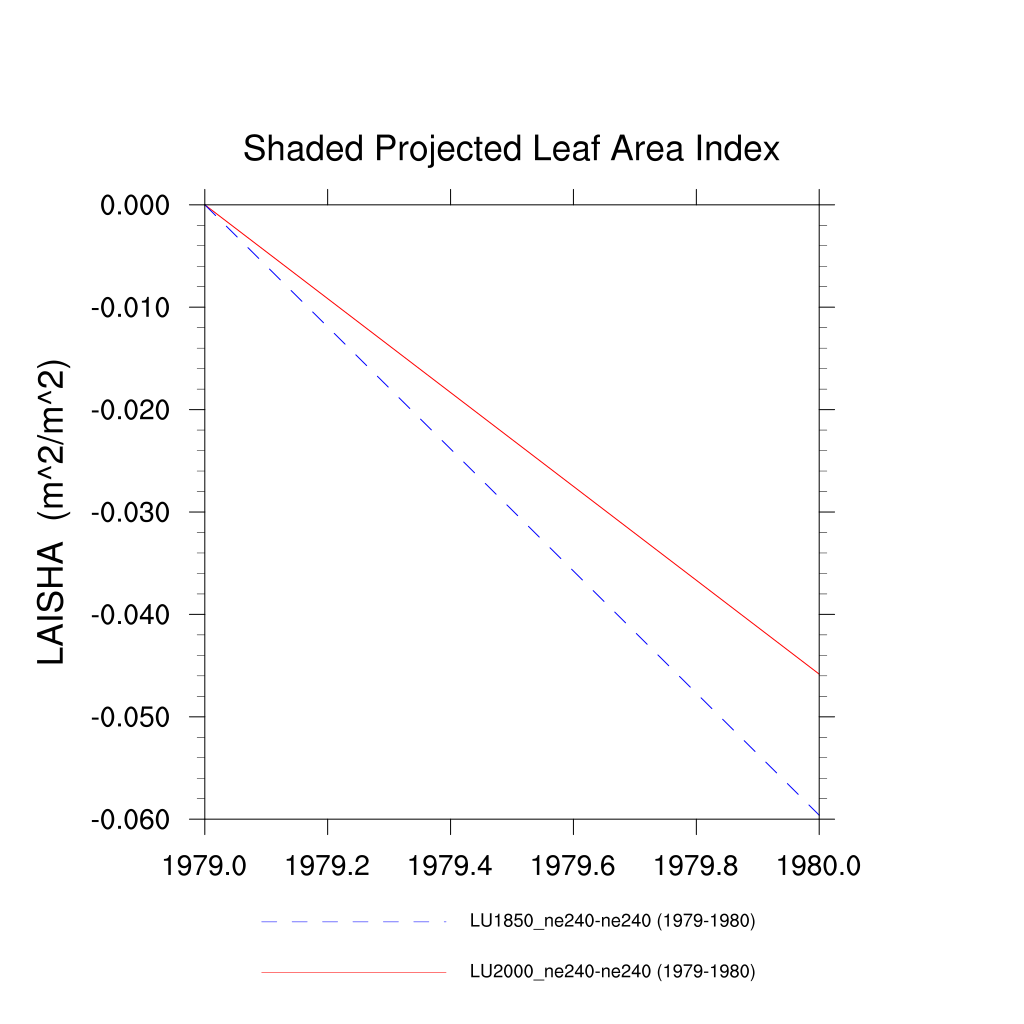 Shaded Projected Leaf Area Index
0.000
-0.010
-0.020
-0.030
-0.040
-0.050
-0.060
LAISHA (m^2/m^2)
1979.0 1979.2 1979.4 1979.6 1979.8 1980.0
LU1850_ne240-ne240 (1979-1980)
LU2000_ne240-ne240 (1979-1980)